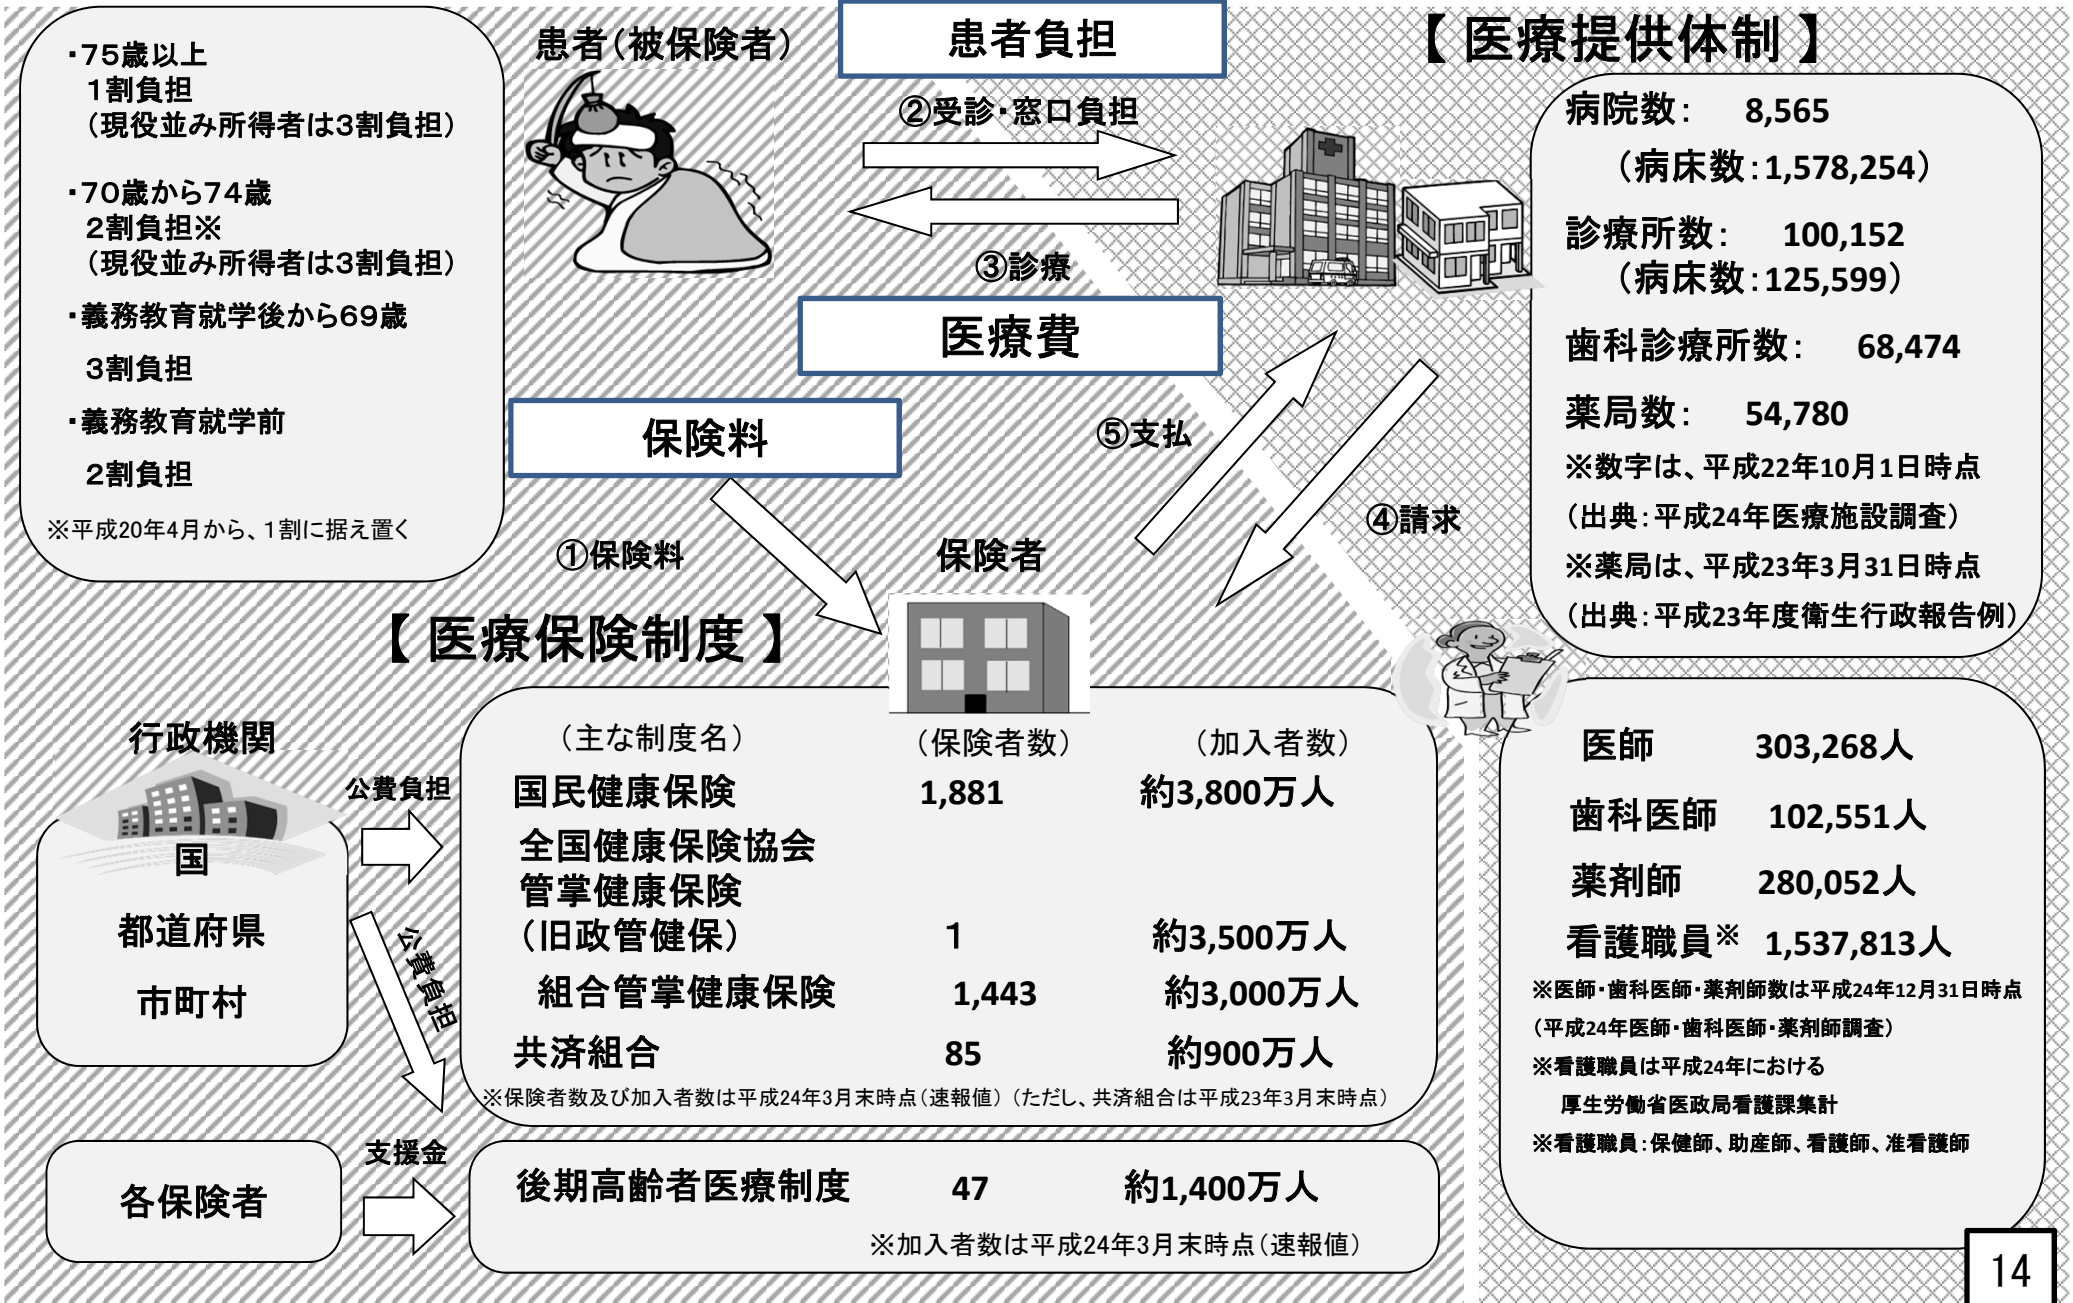 ・75歳以上
1割負担
（現役並み所得者は3割負担）
・70歳から74歳
2割負担※
（現役並み所得者は3割負担）
・義務教育就学後から69歳
3割負担
・義務教育就学前
2割負担
※平成20年4月から、1割に据え置く
患者（被保険者）
患者負担
②受診・窓口負担
③診療
医療費
保険料
①保険料
⑤支払
④請求
保険者
【 医療提供体制 】
病院数： 8,565
（病床数：1,578,254）
診療所数： 100,152
（病床数：125,599）
歯科診療所数： 68,474
薬局数： 54,780
※数字は、平成22年10月1日時点
（出典：平成24年医療施設調査）
※薬局は、平成23年3月31日時点
（出典：平成23年度衛生行政報告例）
【 医療保険制度 】
行政機関
国
都道府県
市町村
公費負担
公費負担
（主な制度名） （保険者数） （加入者数）
国民健康保険 1,881 約3,800万人
全国健康保険協会
管掌健康保険
（旧政管健保） 1 約3,500万人
組合管掌健康保険 1,443 約3,000万人
共済組合 85 約900万人
※保険者数及び加入者数は平成24年3月末時点（速報値）（ただし、共済組合は平成23年3月末時点）
各保険者
支援金
後期高齢者医療制度 47 約1,400万人
※加入者数は平成24年3月末時点（速報値）
医師 303,268人
歯科医師 102,551人
薬剤師 280,052人
看護職員※ 1,537,813人
※医師・歯科医師・薬剤師数は平成24年12月31日時点
（平成24年医師・歯科医師・薬剤師調査）
※看護職員は平成24年における
厚生労働省医政局看護課集計
※看護職員：保健師、助産師、看護師、准看護師
14